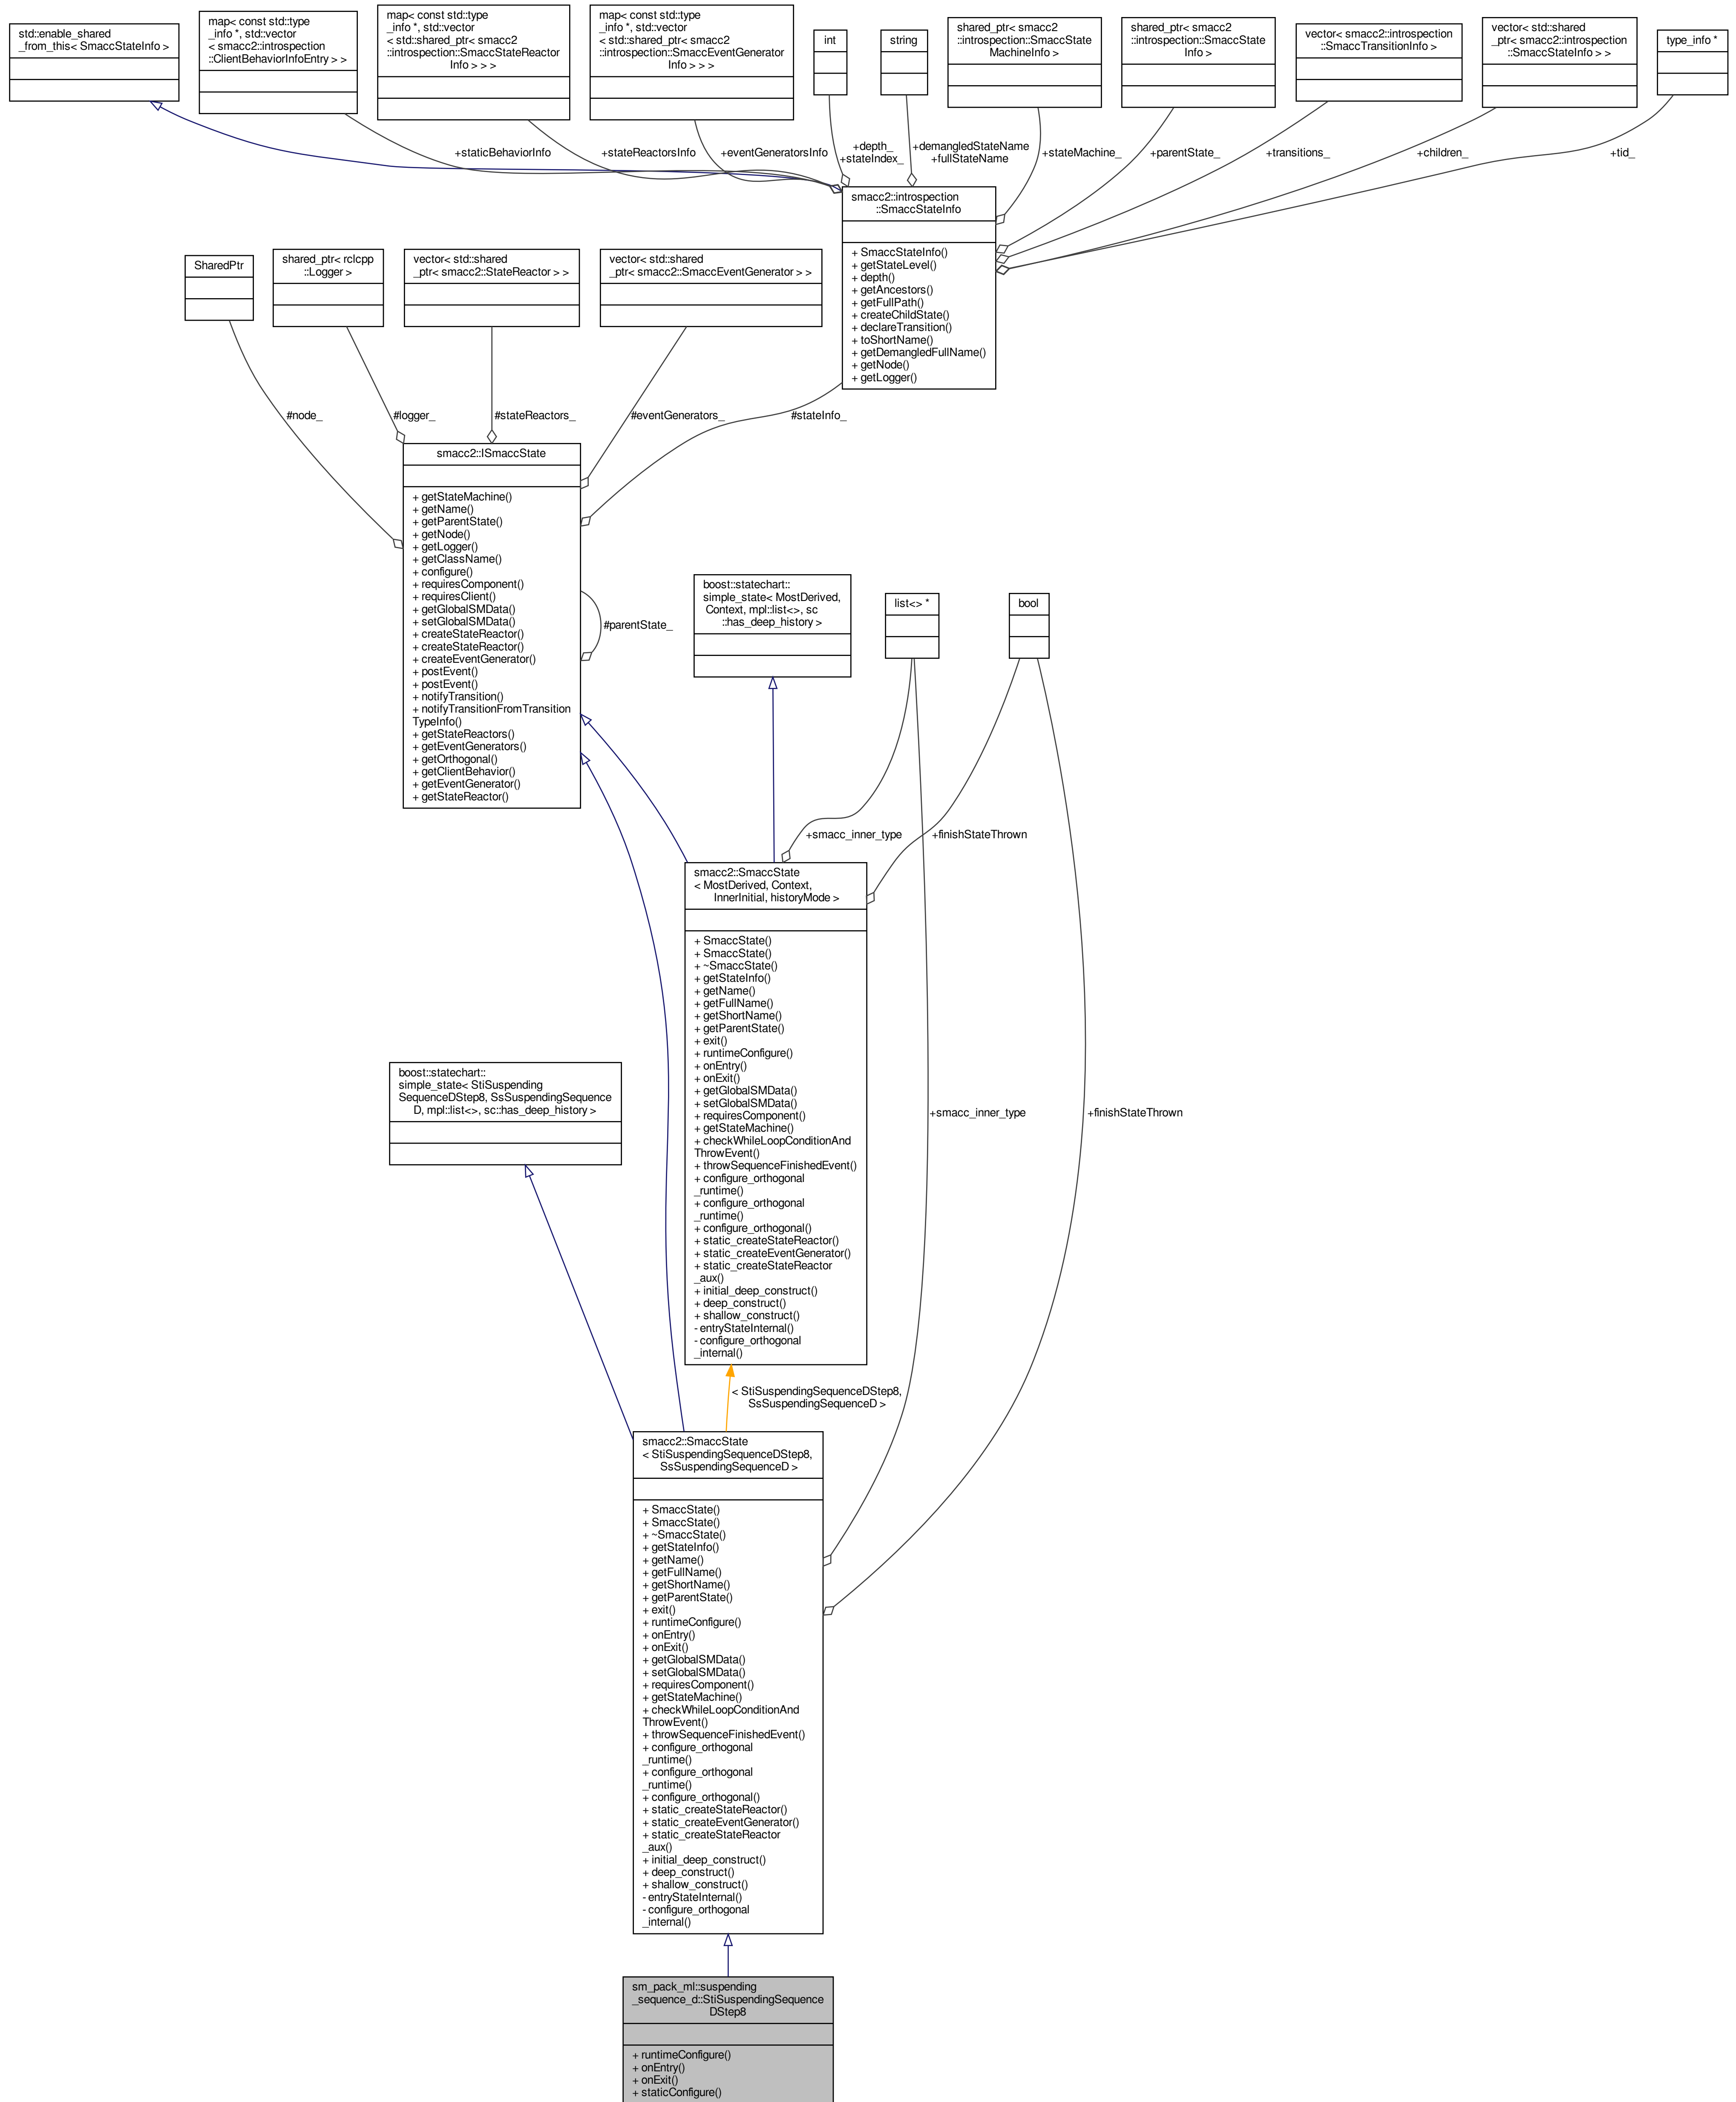 std::enable_shared
_from_this< SmaccStateInfo >
map< const std::type
_info *, std::vector
< smacc2::introspection
::ClientBehaviorInfoEntry > >
map< const std::type
_info *, std::vector
< std::shared_ptr< smacc2
::introspection::SmaccStateReactor
Info > > >
map< const std::type
_info *, std::vector
< std::shared_ptr< smacc2
::introspection::SmaccEventGenerator
Info > > >
int
string
shared_ptr< smacc2
::introspection::SmaccState
MachineInfo >
shared_ptr< smacc2
::introspection::SmaccState
Info >
vector< smacc2::introspection
::SmaccTransitionInfo >
vector< std::shared
_ptr< smacc2::introspection
::SmaccStateInfo > >
type_info *
+staticBehaviorInfo
+stateReactorsInfo
+eventGeneratorsInfo
+depth_
+stateIndex_
+demangledStateName
+fullStateName
+stateMachine_
+parentState_
+transitions_
+children_
+tid_
smacc2::introspection
::SmaccStateInfo
+ SmaccStateInfo()
+ getStateLevel()
+ depth()
+ getAncestors()
+ getFullPath()
+ createChildState()
+ declareTransition()
+ toShortName()
+ getDemangledFullName()
+ getNode()
+ getLogger()
SharedPtr
shared_ptr< rclcpp
::Logger >
vector< std::shared
_ptr< smacc2::StateReactor > >
vector< std::shared
_ptr< smacc2::SmaccEventGenerator > >
#node_
#logger_
#stateReactors_
#eventGenerators_
#stateInfo_
smacc2::ISmaccState
+ getStateMachine()
+ getName()
+ getParentState()
+ getNode()
+ getLogger()
+ getClassName()
+ configure()
+ requiresComponent()
+ requiresClient()
+ getGlobalSMData()
+ setGlobalSMData()
+ createStateReactor()
+ createStateReactor()
+ createEventGenerator()
+ postEvent()
+ postEvent()
+ notifyTransition()
+ notifyTransitionFromTransition
TypeInfo()
+ getStateReactors()
+ getEventGenerators()
+ getOrthogonal()
+ getClientBehavior()
+ getEventGenerator()
+ getStateReactor()
#parentState_
boost::statechart::
simple_state< MostDerived,
Context, mpl::list<>, sc
::has_deep_history >
list<> *
bool
+smacc_inner_type
+finishStateThrown
smacc2::SmaccState
< MostDerived, Context,
InnerInitial, historyMode >
+ SmaccState()
+ SmaccState()
+ ~SmaccState()
+ getStateInfo()
+ getName()
+ getFullName()
+ getShortName()
+ getParentState()
+ exit()
+ runtimeConfigure()
+ onEntry()
+ onExit()
+ getGlobalSMData()
+ setGlobalSMData()
+ requiresComponent()
+ getStateMachine()
+ checkWhileLoopConditionAnd
ThrowEvent()
+ throwSequenceFinishedEvent()
+ configure_orthogonal
_runtime()
+ configure_orthogonal
_runtime()
+ configure_orthogonal()
+ static_createStateReactor()
+ static_createEventGenerator()
+ static_createStateReactor
_aux()
+ initial_deep_construct()
+ deep_construct()
+ shallow_construct()
- entryStateInternal()
- configure_orthogonal
_internal()
boost::statechart::
simple_state< StiSuspending
SequenceDStep8, SsSuspendingSequence
D, mpl::list<>, sc::has_deep_history >
+smacc_inner_type
+finishStateThrown
< StiSuspendingSequenceDStep8,
SsSuspendingSequenceD >
smacc2::SmaccState
< StiSuspendingSequenceDStep8,
SsSuspendingSequenceD >
+ SmaccState()
+ SmaccState()
+ ~SmaccState()
+ getStateInfo()
+ getName()
+ getFullName()
+ getShortName()
+ getParentState()
+ exit()
+ runtimeConfigure()
+ onEntry()
+ onExit()
+ getGlobalSMData()
+ setGlobalSMData()
+ requiresComponent()
+ getStateMachine()
+ checkWhileLoopConditionAnd
ThrowEvent()
+ throwSequenceFinishedEvent()
+ configure_orthogonal
_runtime()
+ configure_orthogonal
_runtime()
+ configure_orthogonal()
+ static_createStateReactor()
+ static_createEventGenerator()
+ static_createStateReactor
_aux()
+ initial_deep_construct()
+ deep_construct()
+ shallow_construct()
- entryStateInternal()
- configure_orthogonal
_internal()
sm_pack_ml::suspending
_sequence_d::StiSuspendingSequence
DStep8
+ runtimeConfigure()
+ onEntry()
+ onExit()
+ staticConfigure()